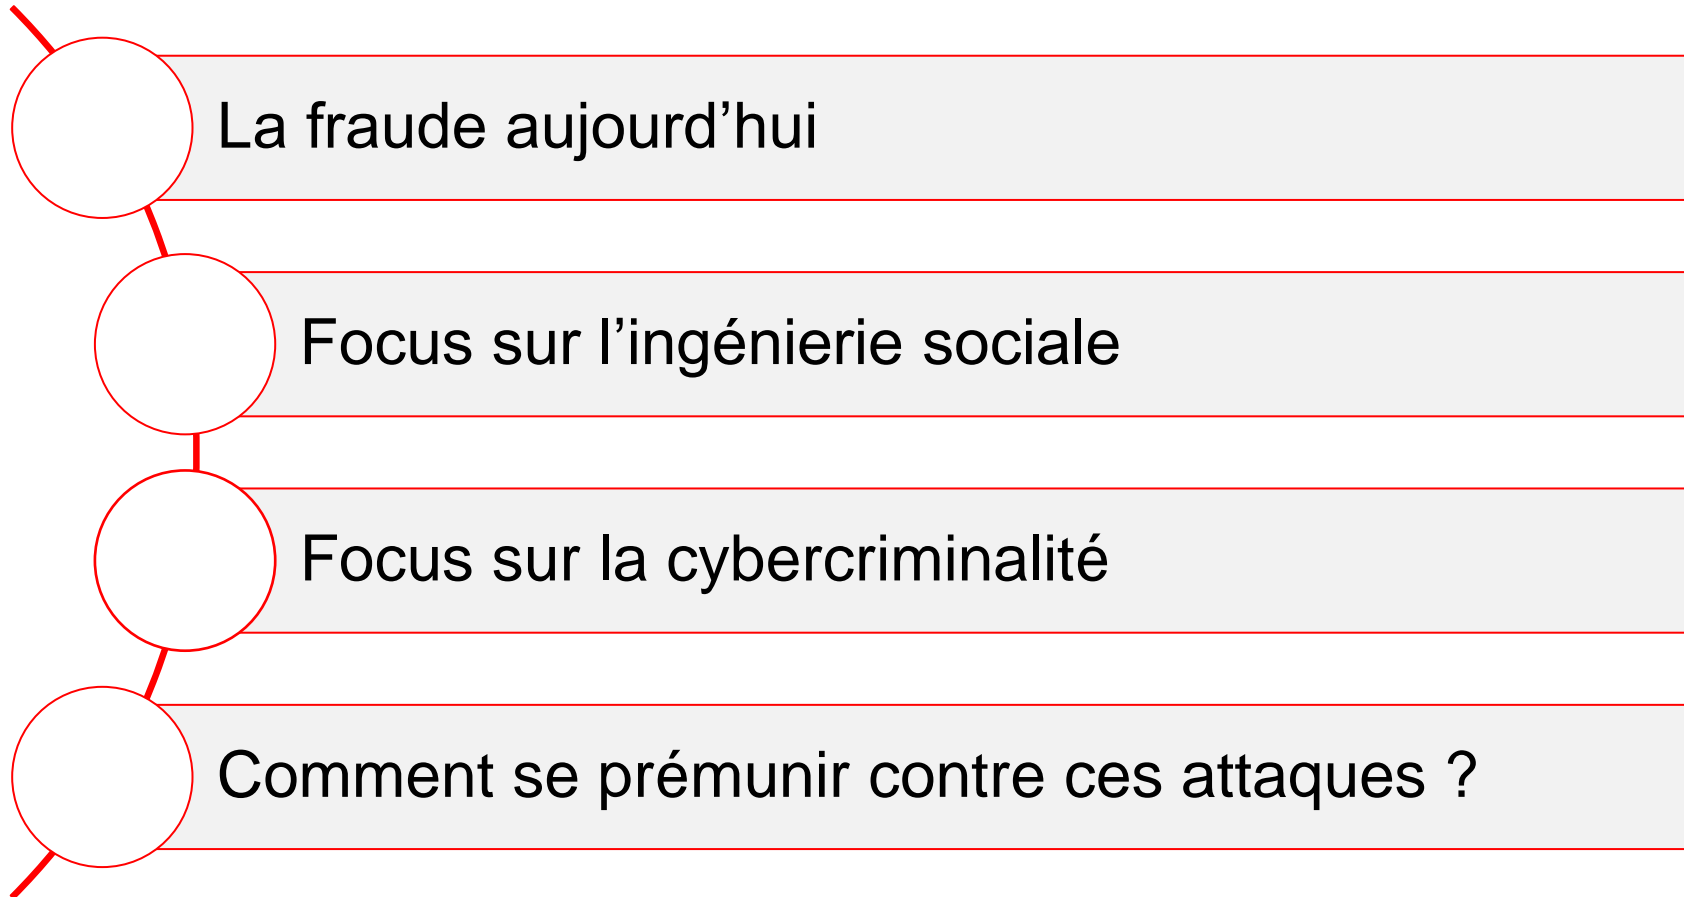 La fraude aujourd’hui
Focus sur l’ingénierie sociale
Focus sur la cybercriminalité
Comment se prémunir contre ces attaques ?